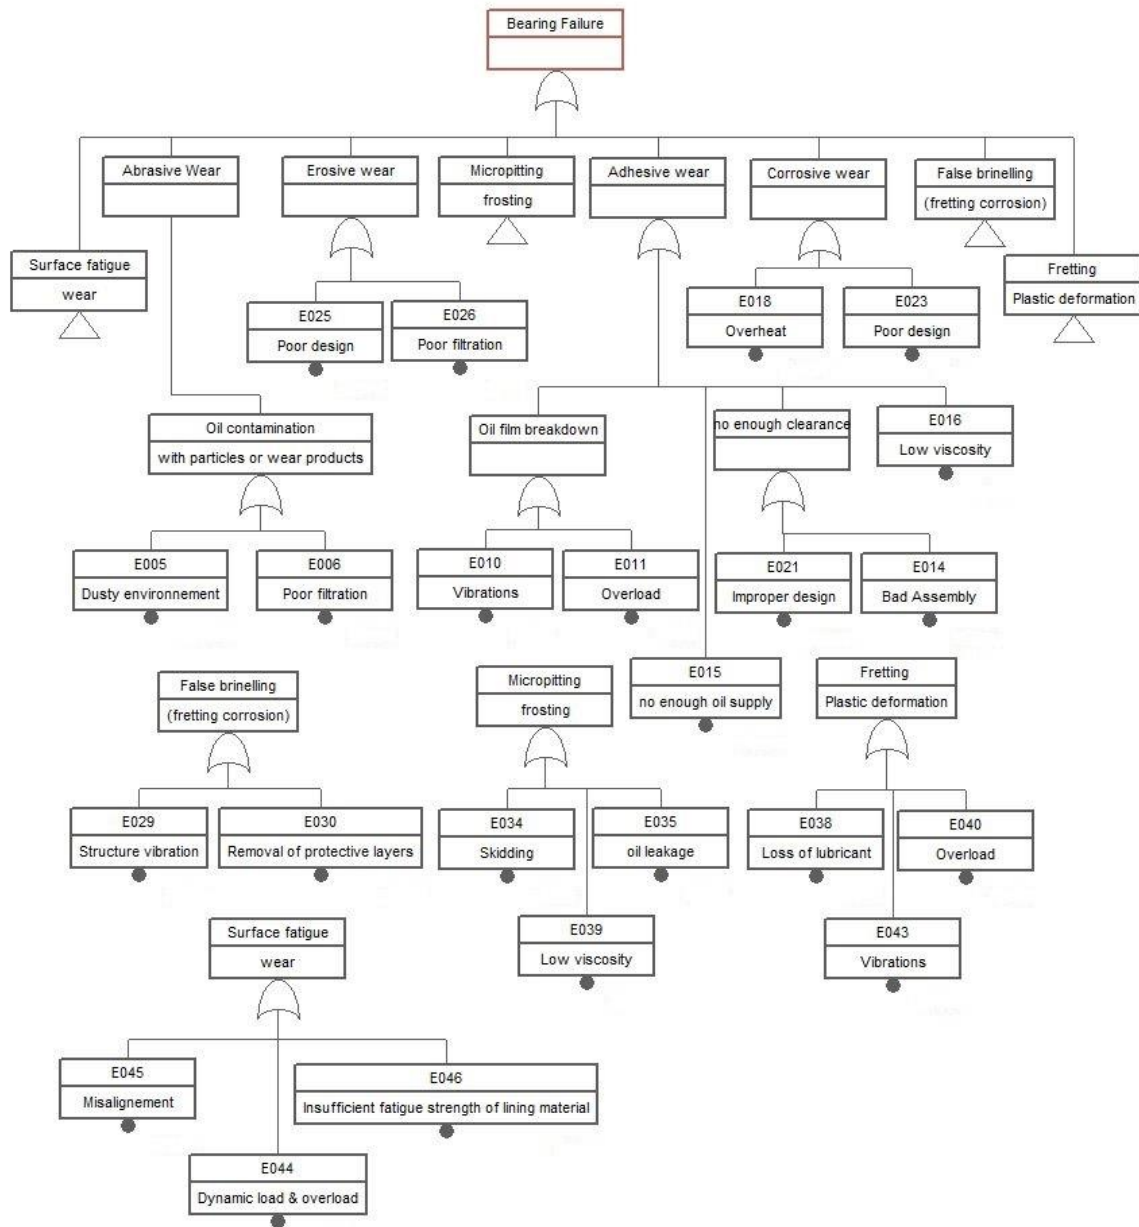 Bearing Failure
Abrasive Wear
Erosive wear
Micropitting
frosting
Adhesive wear
Corrosive wear
False brinelling
(fretting corrosion)
Surface fatigue
wear
Fretting
Plastic deformation
E025
Poor design
E026
Poor filtration
E018
Overheat
E023
Poor design
Oil contamination
with particles or wear products
Oil film breakdown
no enough clearance
E016
Low viscosity
E005
Dusty environnement
E006
Poor filtration
E010
Vibrations
E011
Overload
E021
Improper design
E014
Bad Assembly
E015
no enough oil supply
False brinelling
(fretting corrosion)
Micropitting
frosting
Fretting
Plastic deformation
E029
Structure vibration
E030
Removal of protective layers
E034
Skidding
E035
oil leakage
E038
Loss of lubricant
E040
Overload
E039
Low viscosity
E043
Vibrations
Surface fatigue
wear
E045
Misalignement
E046
Insufficient fatigue strength of lining material
E044
Dynamic load & overload